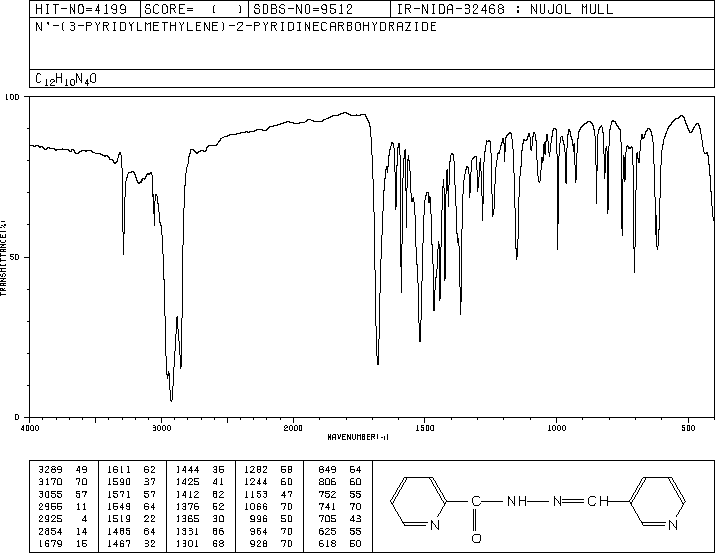 HIT-NO=4199 SCORE= ( ) SDBS-NO=9512 IR-NIDA-32468 : NUJOL MULL
N'-(3-PYRIDYLMETHYLENE)-2-PYRIDINECARBOHYDRAZIDE
C12H10N4O
100
TRANSMITTANCE(%)
50
0
4000 3000 2000 1500 1000 500
WAVENUMBER(-1)
3289 49 1611 62 1444 35 1282 58 849 64
3170 70 1590 37 1425 41 1244 60 806 60
3055 57 1571 57 1412 62 1153 47 752 55
2955 11 1549 64 1376 52 1066 70 741 70
2925 4 1519 22 1365 30 996 50 705 43
2854 14 1485 64 1331 66 964 70 625 55
1679 15 1467 32 1301 68 928 70 618 50
N C NH N CH N
O